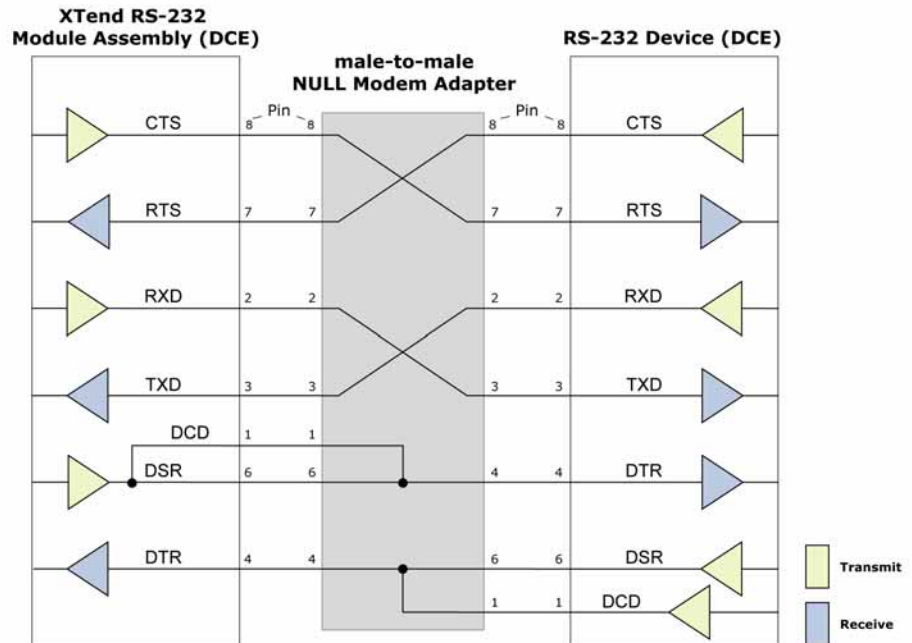 XTend RS-232
Module Assembly (DCE)
male-to-male
NULL Modem Adapter
RS-232 Device (DCE)
CTS 8 Pin 8 8 Pin 8 CTS
RTS 7 7 7 7 RTS
RXD 2 2 2 2 RXD
TXD 3 3 3 3 TXD
DCD 1 1
DSR 6 6 4 4 DTR
DTR 4 4 6 6 DSR
1 1 DCD
Transmit
Receive